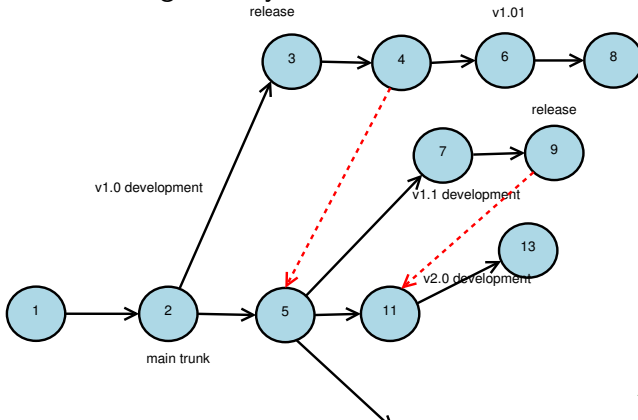 release
v1.01
3
4
6
8
release
7
9
v1.0 development
v1.1 development
13
v2.0 development
1
2
5
11
main trunk